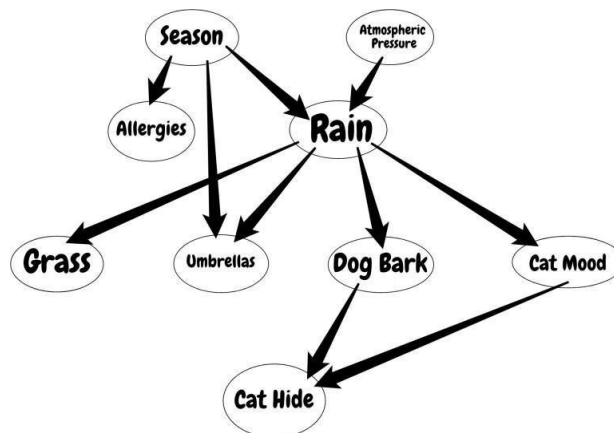 Season
Atmospheric
Pressure
Allergies
Rain
Grass
Umbrellas
Dog Bark
Cat Mood
Cat Hide